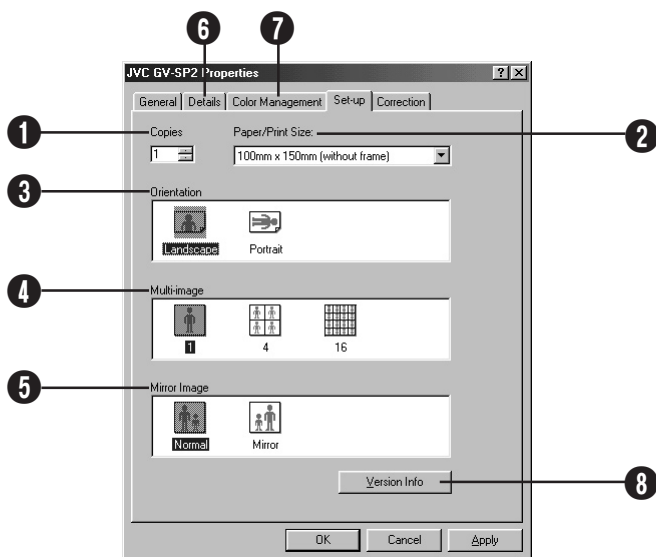 6 7
JVC GV-SP2 Properties
General Details Color Management Set-up Correction
1 Copies Paper/Print Size: 2
1 100mm x 150mm (without frame)
3 Orientation
Landscape Portrait
4 Multi-image
1 4 16
5 Mirror Image
Normal Mirror
Version Info 8
OK Cancel Apply